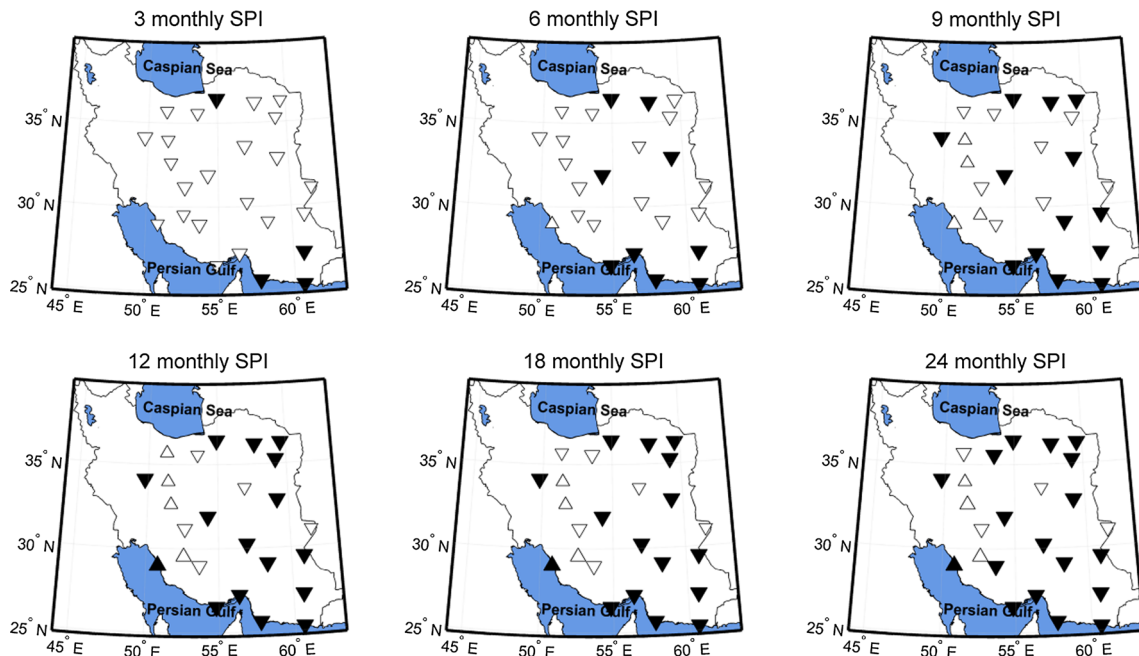 3 monthly SPI
6 monthly SPI
9 monthly SPI
Caspian Sea
Caspian Sea
Caspian Sea
35° N
35° N
35° N
30° N
30° N
30° N
Persian Gulf
Persian Gulf
Persian Gulf
25° N
25° N
25° N
45° E
50° E
55° E
60° E
45° E
50° E
55° E
60° E
45° E
50° E
55° E
60° E
12 monthly SPI
18 monthly SPI
24 monthly SPI
Caspian Sea
Caspian Sea
Caspian Sea
35° N
35° N
35° N
30° N
30° N
30° N
Persian Gulf
Persian Gulf
Persian Gulf
25° N
25° N
25° N
45° E
50° E
55° E
60° E
45° E
50° E
55° E
60° E
45° E
50° E
55° E
60° E